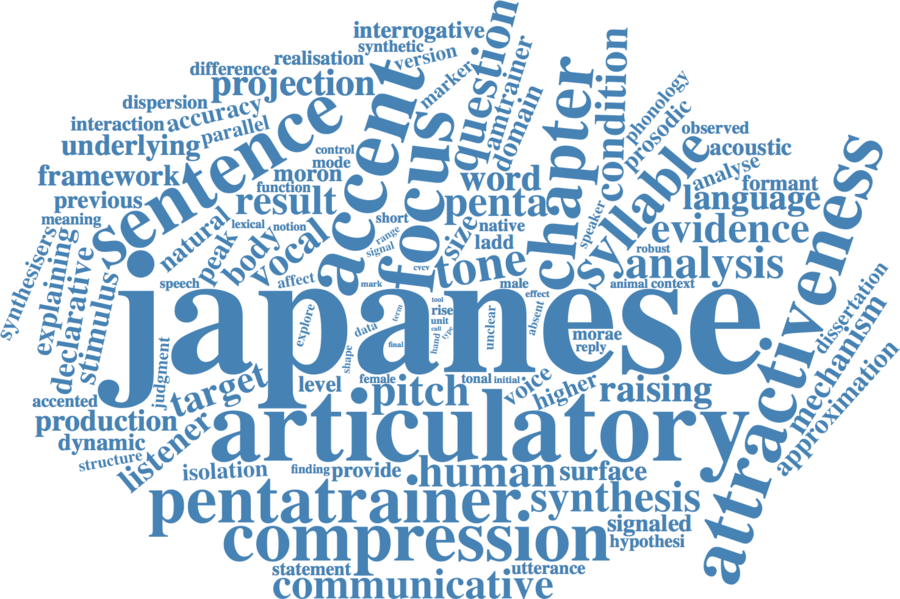 interrogative
synthetic
version
realisation
difference
projection
marker
question
amtrainer
domain
condition
chapter
phonology
prosodic
dispersion
accuracy
interaction
parallel
underlying
sentence
accent
focus
control
mode
moron
function
framework
result
word
penta
syllable
observed
acoustic
analyse
formant
language
previous
meaning
natural
lexical
notion
short
range
signal
size
native
ladd
speaker
evidence
attractiveness
synthesisers
explaining
declarative
stimulus
speak
body
vocal
affect
speech
mark
cvcv
tone
male
effect
robust
analysis
animal
context
japanese
explore
data
term
final
shape
tool
rise
unit
call
hand
type
unclear
absent
morae
reply
dissertation
mechanism
approximation
judgment
target
level
female
pitch
tonal
initial
voice
higher
raising
accented
production
dynamic
structure
listener
articulatory
isolation
finding
provide
human
surface
pentatrainer
synthesis
signaled
compression
hypothesi
statement
utterance
communicative